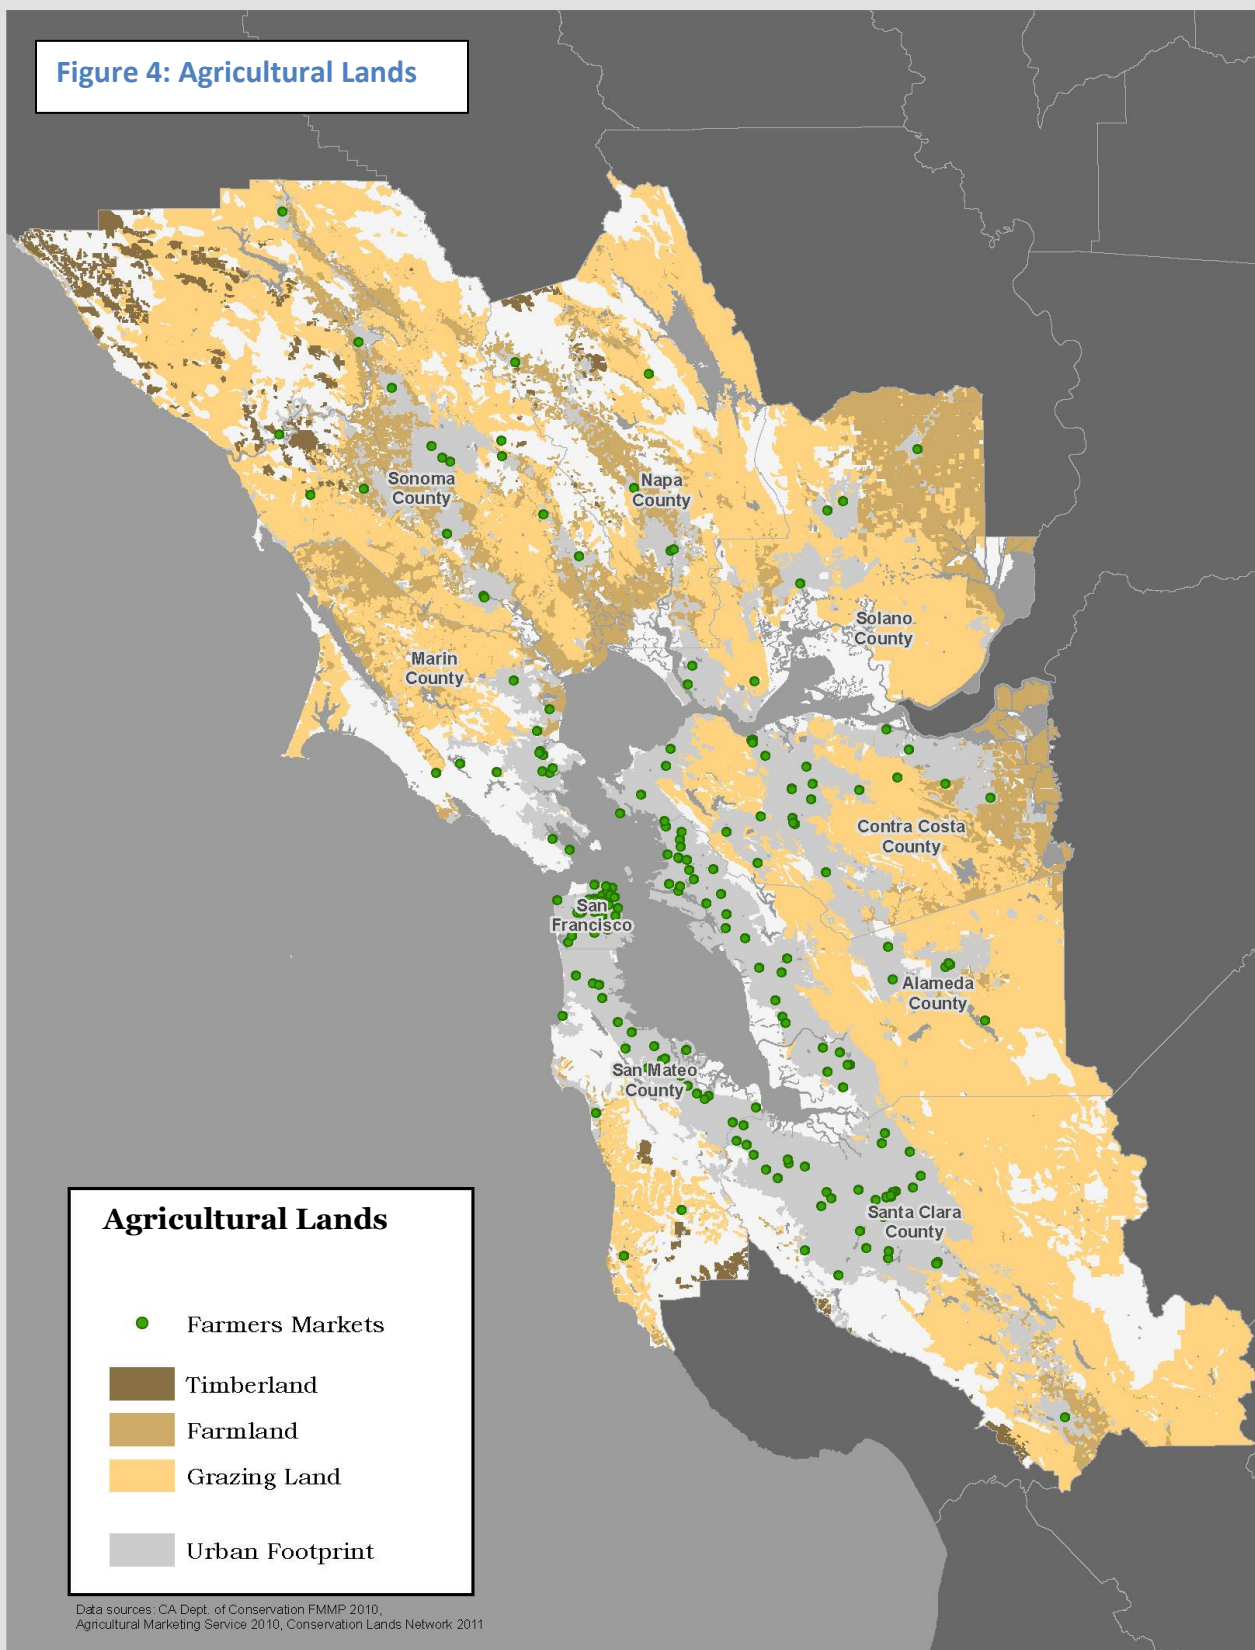 Figure 4: Agricultural Lands
Sonoma
County
Napa
County
Solano
County
Marin
County
Contra Costa
County
San
Francisco
Alameda
County
San Mateo
County
Santa Clara
County
Agricultural Lands
Farmers Markets
Timberland
Farmland
Grazing Land
Urban Footprint
Data sources: CA Dept. of Conservation FMMP 2010,
Agricultural Marketing Service 2010, Conservation Lands Network 2011